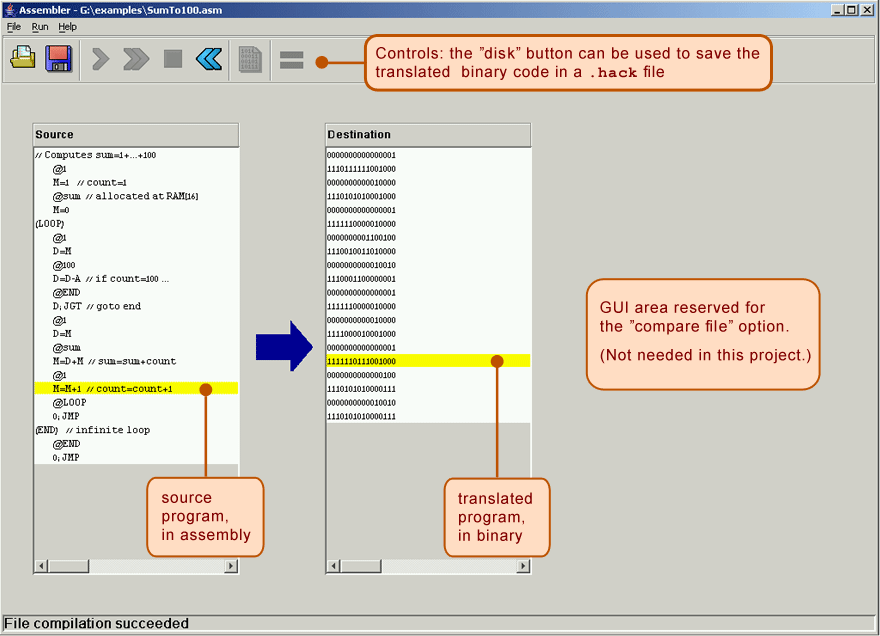 Assembler - G:\examples\SumTo100.asm
File Run Help
Controls: the ”disk” button can be used to save the
translated binary code in a .hack file
Source
// Computes sum=1+...+100
@1
M=1 // count=1
@sum // allocated at RAM[16]
M=0
(LOOP)
@1
D=M
@100
D=D-A // if count=100 ...
@END
D; JGT // goto end
@1
D=M
@sum
M=D+M // sum=sum+count
@1
M=M+1 // count=count+1
@LOOP
0; JMP
(END) // infinite loop
@END
0; JMP
Destination
0000000000000001
1110111111001000
0000000000010000
1110101010001000
0000000000000001
1111110000010000
0000000001100100
1110010011010000
0000000000010010
1110001100000001
0000000000000001
1111110000010000
0000000000010000
1111000010001000
0000000000000001
1111110111001000
0000000000000100
1110101010000111
0000000000010010
1110101010000111
GUI area reserved for
the ”compare file” option.
(Not needed in this project.)
source
program,
in assembly
translated
program,
in binary
File compilation succeeded